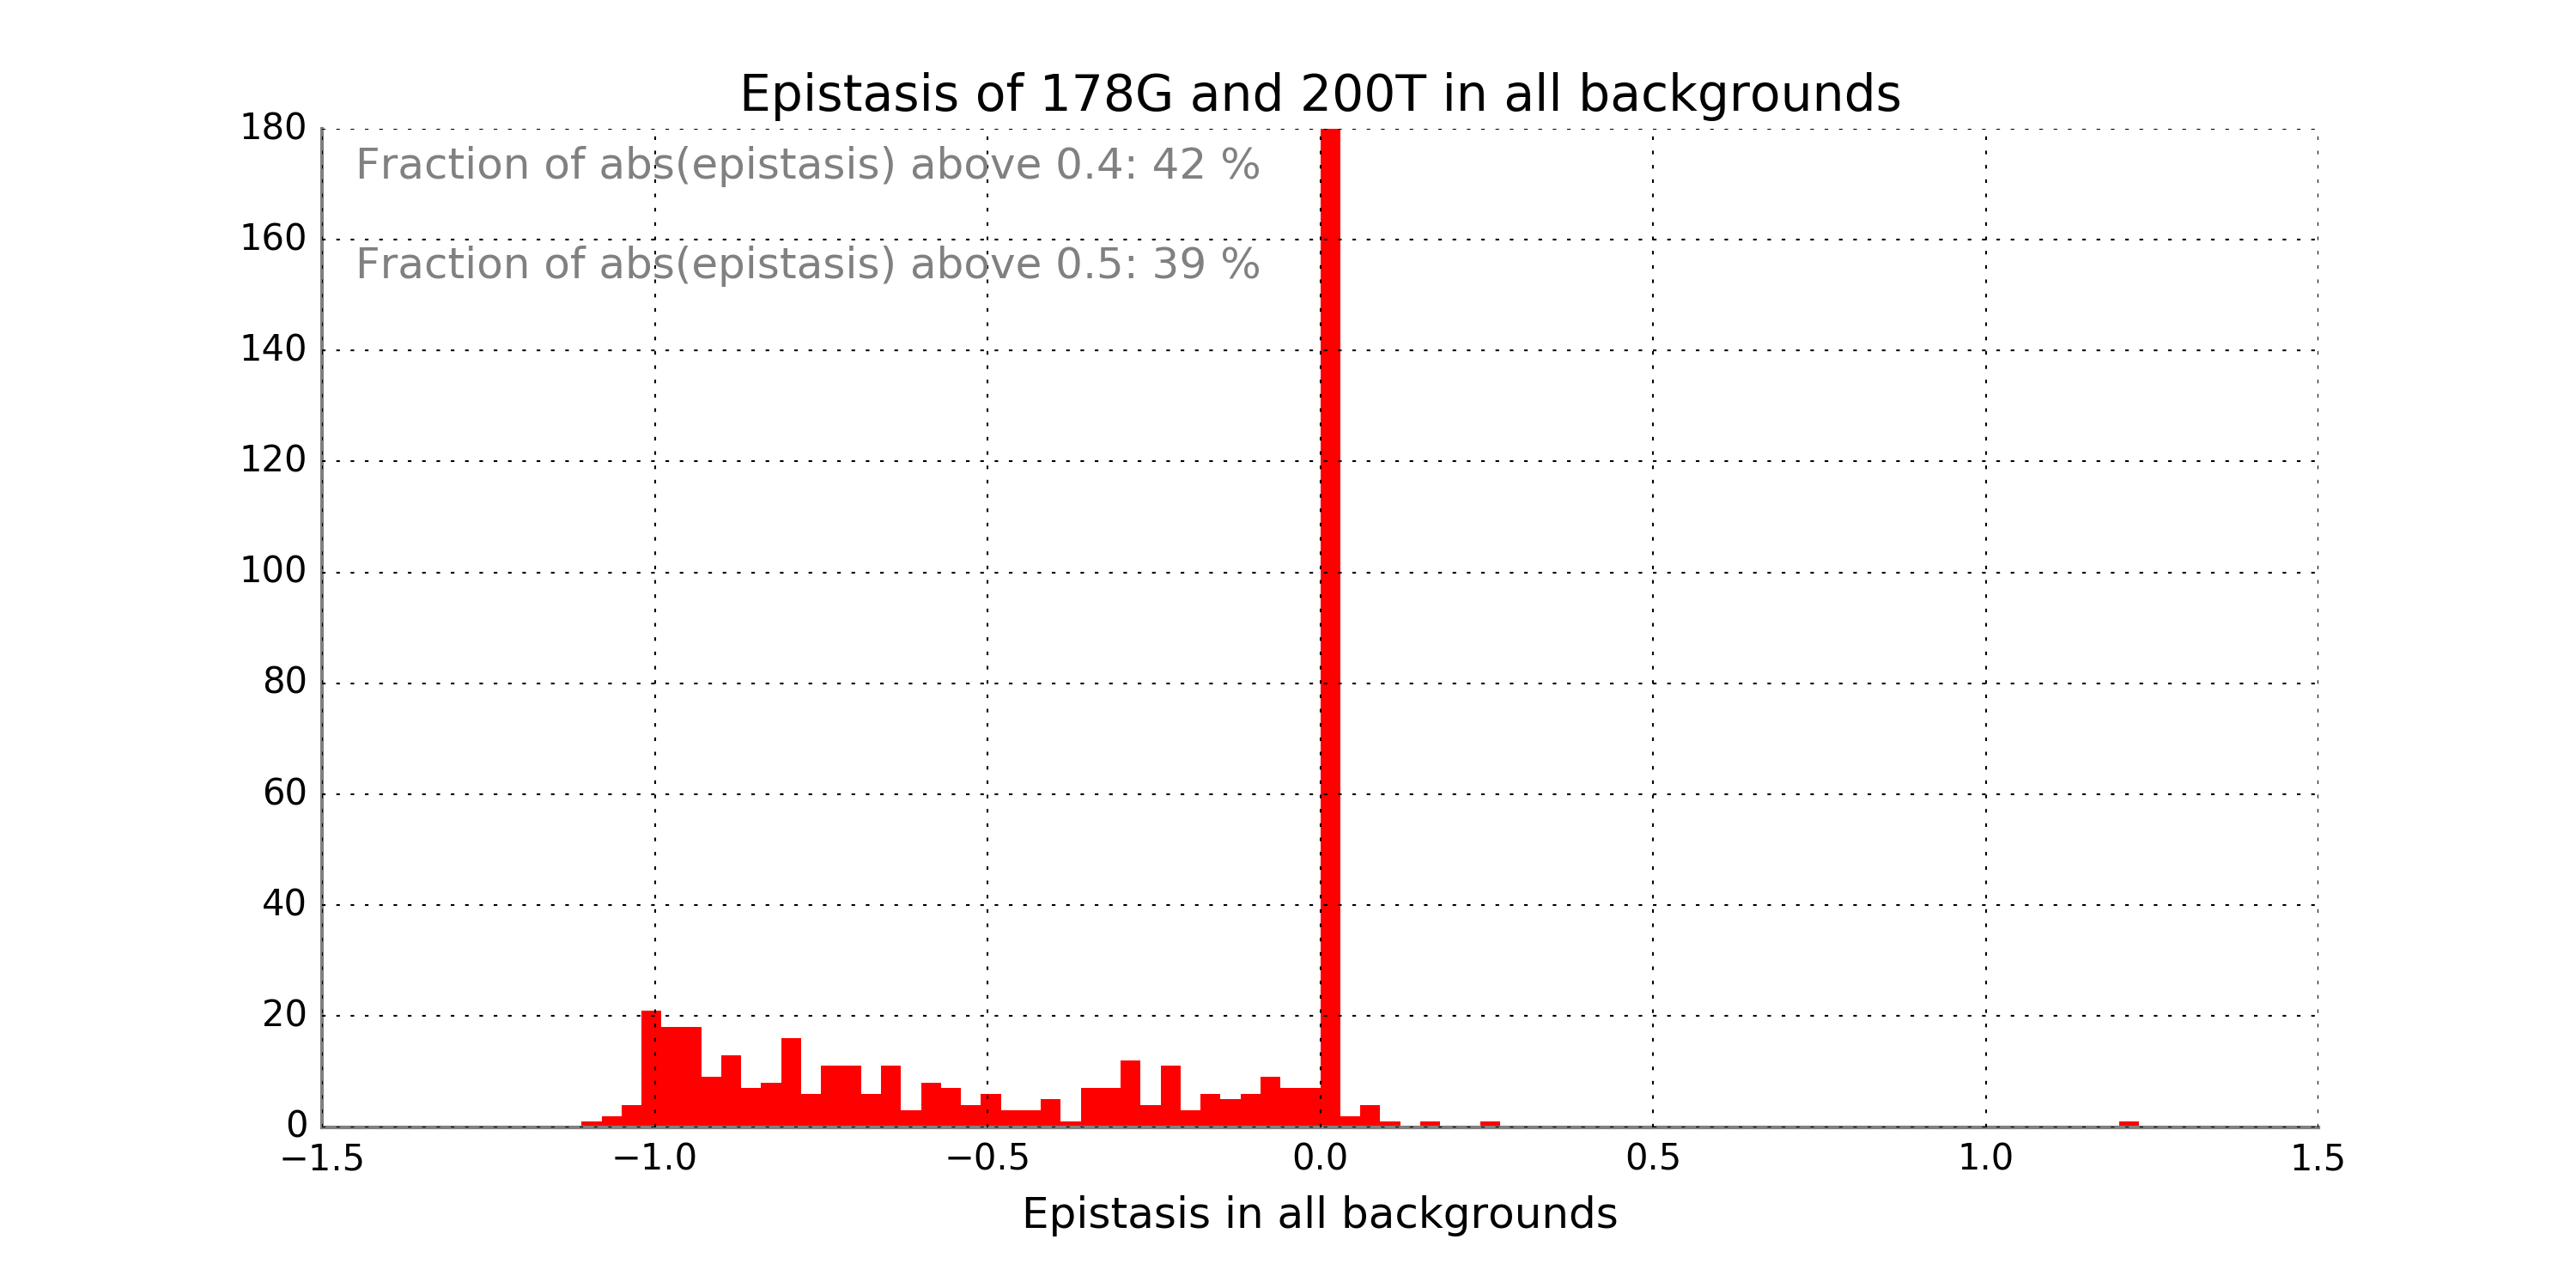 Epistasis of 178G and 200T in all backgrounds
180
Fraction of abs(epistasis) above 0.4: 42 %
160
Fraction of abs(epistasis) above 0.5: 39 %
140
120
100
80
60
40
20
0
−1.5 −1.0 −0.5 0.0 0.5 1.0 1.5
Epistasis in all backgrounds